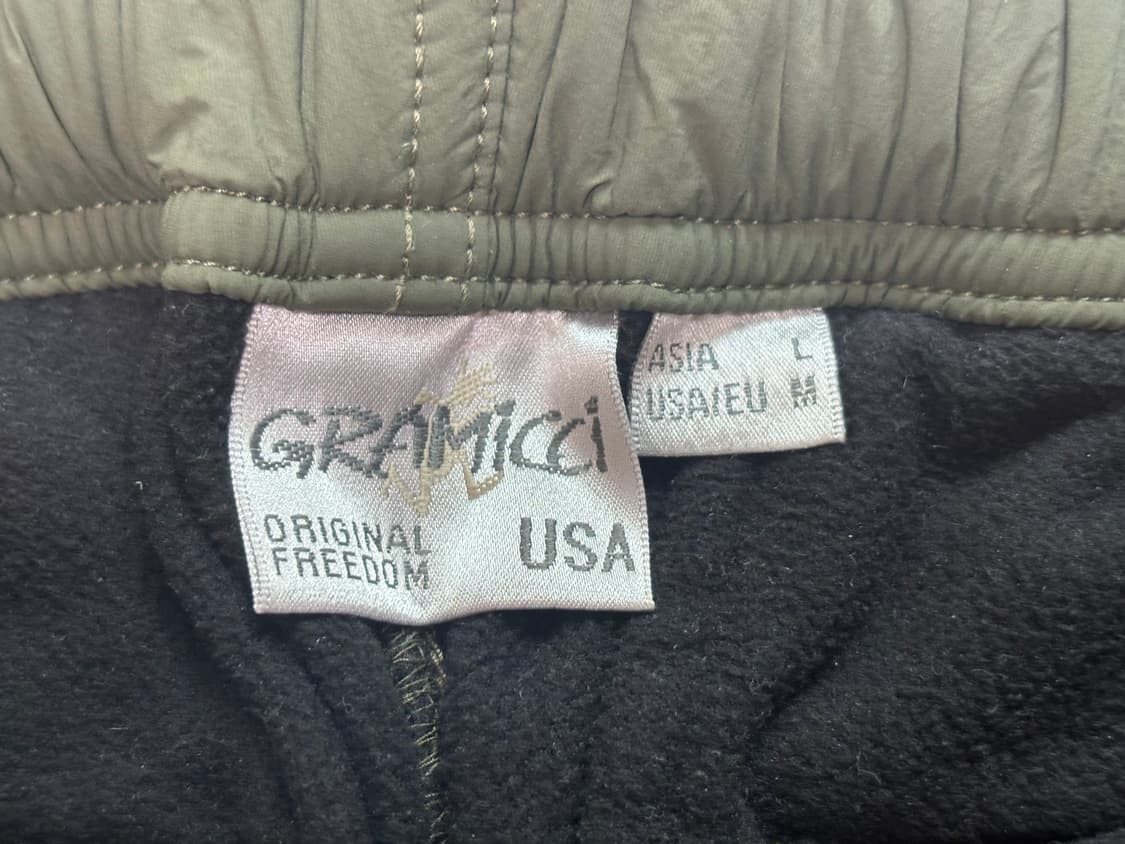 GRAMiCCi
ORIGINAL
FREEDOM
USA
ASIA L
USA/EU M